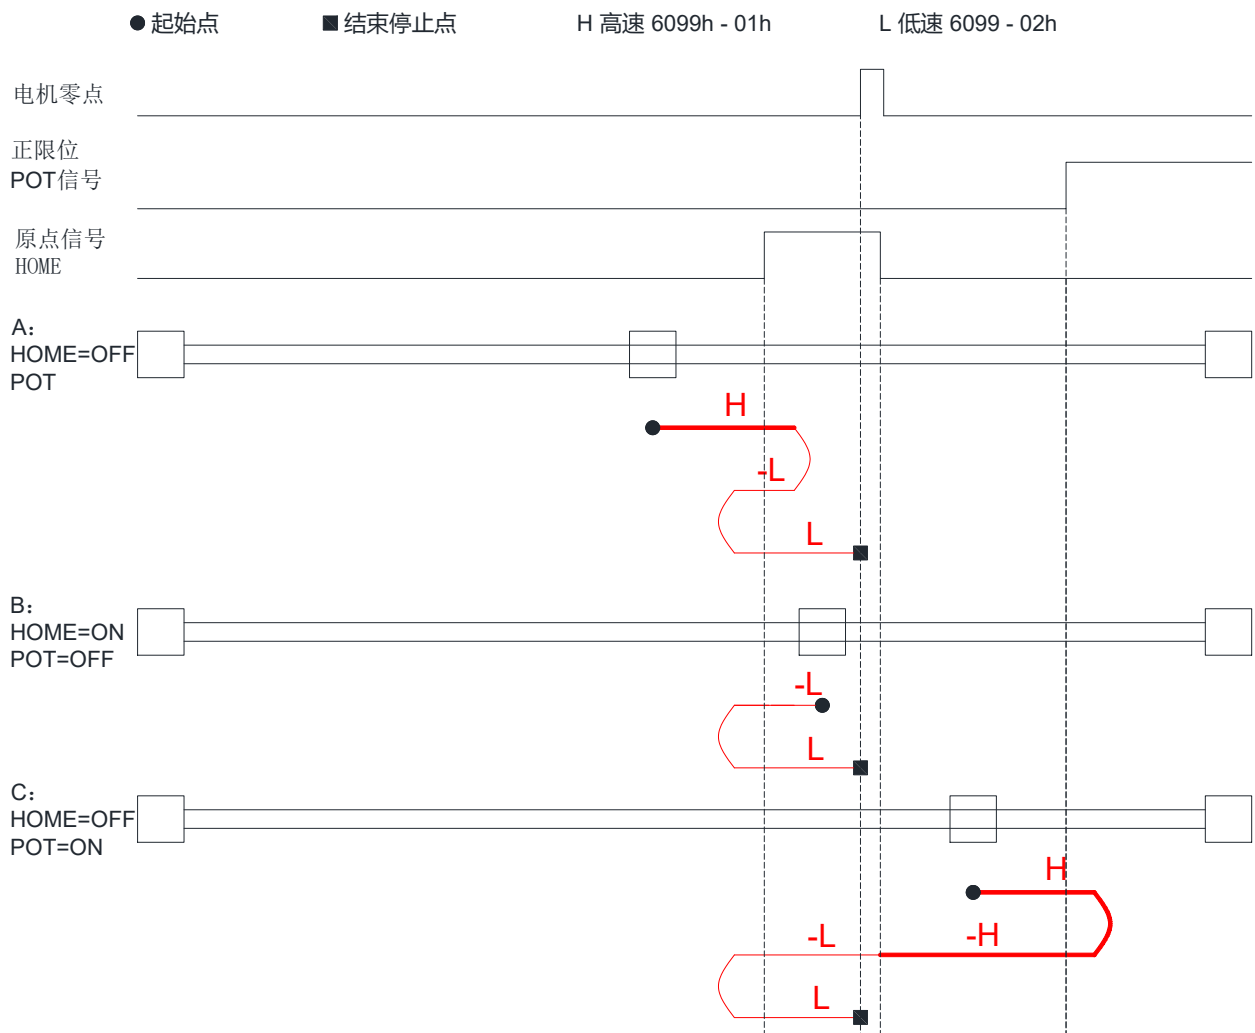 ● 起始点 ■ 结束停止点 H 高速 6099h - 01h L 低速 6099 - 02h
电机零点
正限位
POT信号
原点信号
HOME
A：
HOME=OFF
POT
H
-L
L
B：
HOME=ON
POT=OFF
-L
L
C：
HOME=OFF
POT=ON
H
-L -H
L